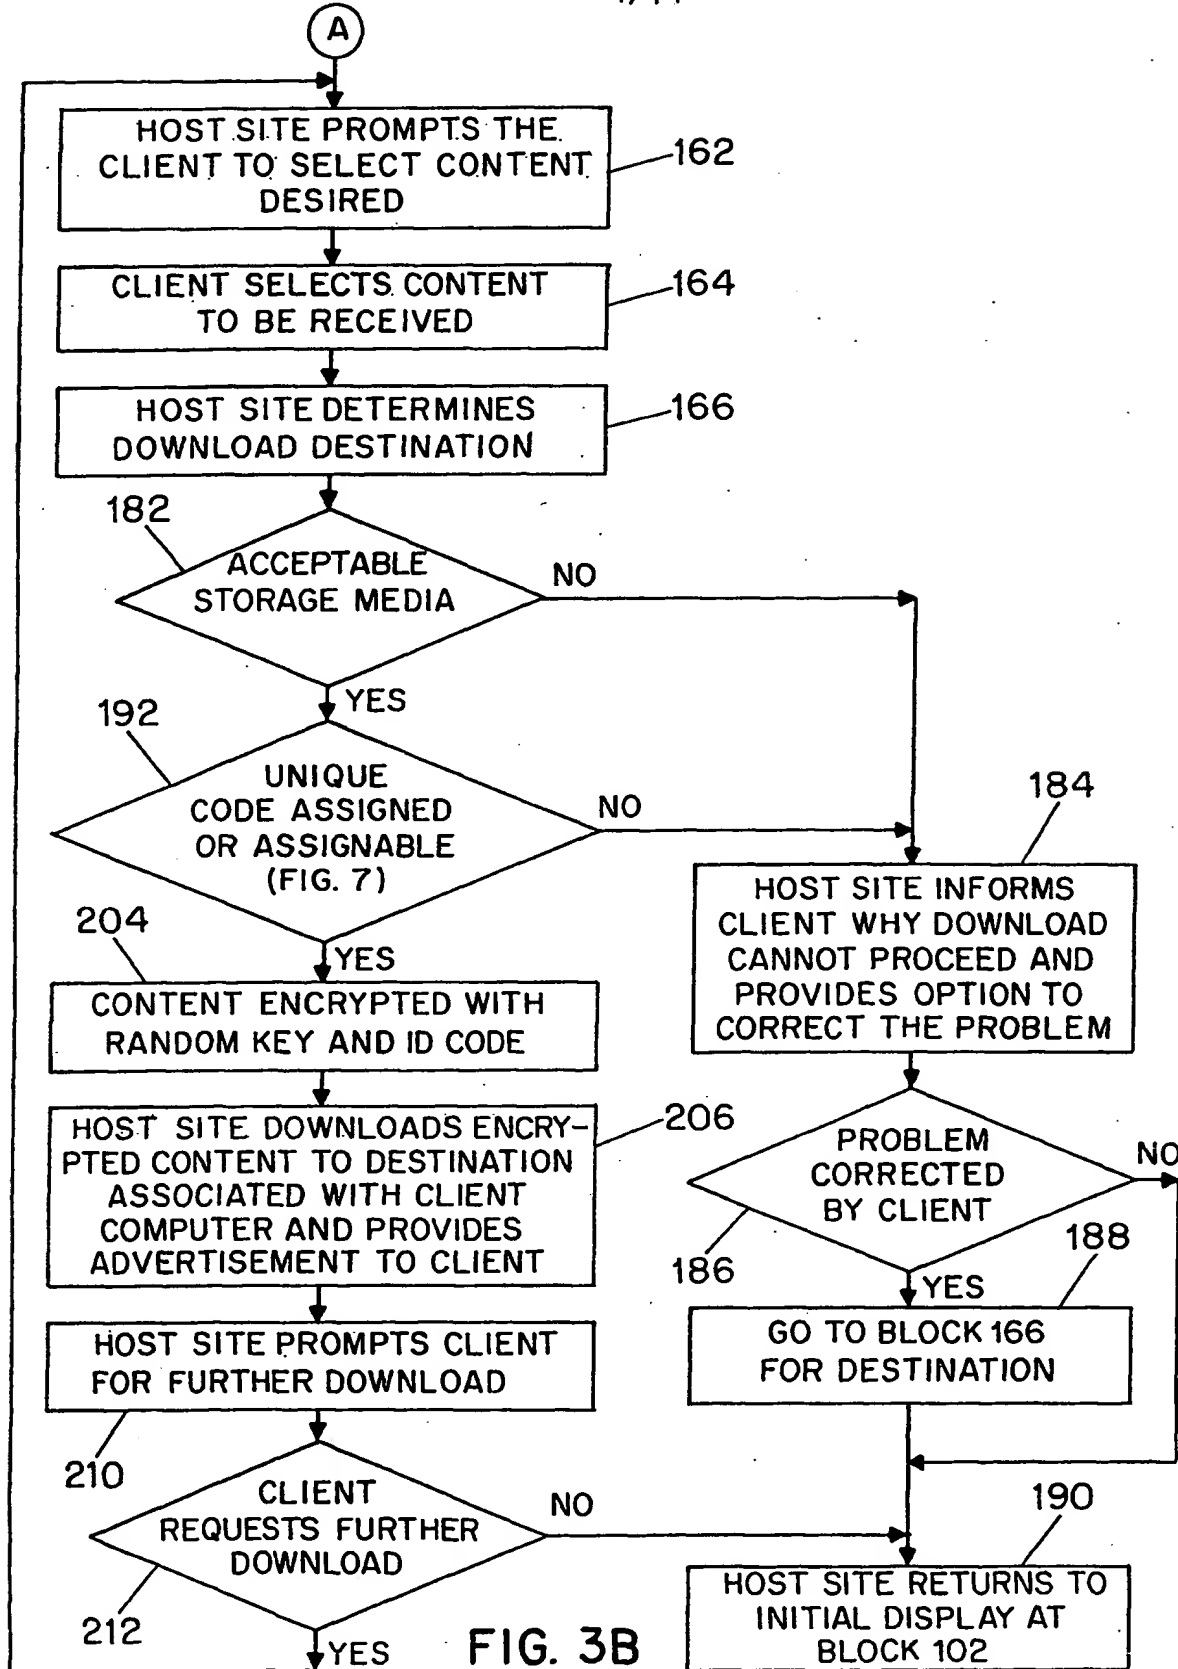 A
HOST SITE PROMPTS THE
CLIENT TO SELECT CONTENT
DESIRED
162
CLIENT SELECTS CONTENT
TO BE RECEIVED
164
HOST SITE DETERMINES
DOWNLOAD DESTINATION
166
182
ACCEPTABLE
STORAGE MEDIA
NO
YES
192
UNIQUE
CODE ASSIGNED
OR ASSIGNABLE
(FIG. 7)
NO
YES
184
HOST SITE INFORMS
CLIENT WHY DOWNLOAD
CANNOT PROCEED AND
PROVIDES OPTION TO
CORRECT THE PROBLEM
204
CONTENT ENCRYPTED WITH
RANDOM KEY AND ID CODE
HOST SITE DOWNLOADS ENCRY-
PTED CONTENT TO DESTINATION
ASSOCIATED WITH CLIENT
COMPUTER AND PROVIDES
ADVERTISEMENT TO CLIENT
206
PROBLEM
CORRECTED
BY CLIENT
NO
186
YES
188
GO TO BLOCK 166
FOR DESTINATION
HOST SITE PROMPTS CLIENT
FOR FURTHER DOWNLOAD
210
CLIENT
REQUESTS FURTHER
DOWNLOAD
NO
212
YES
190
HOST SITE RETURNS TO
INITIAL DISPLAY AT
BLOCK 102
FIG. 3B